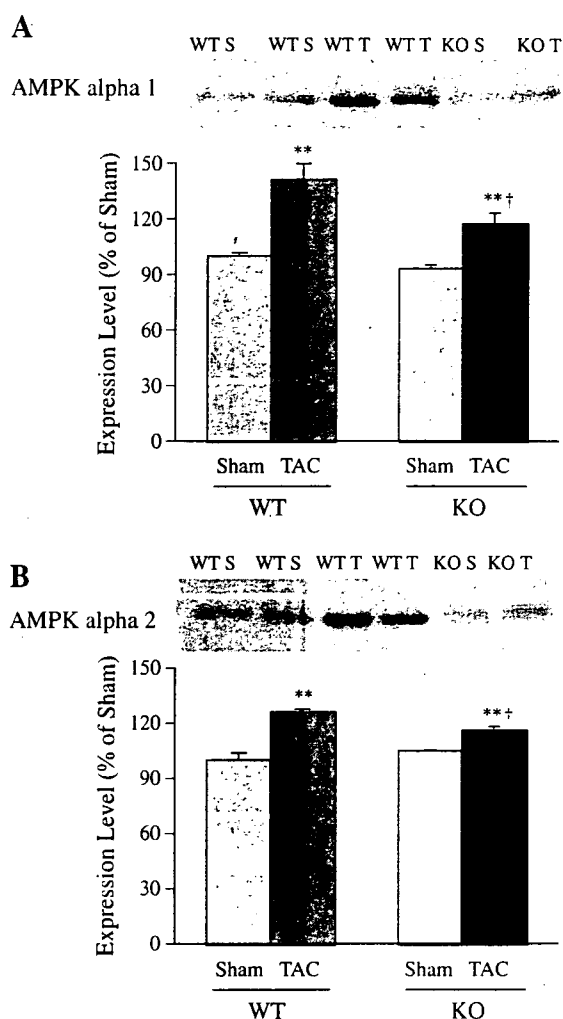 A
WT S WT S WT T WT T KO S KO T
AMPK alpha 1
Expression Level (% of Sham)
150
120
90
60
30
0
**
**†
Sham TAC Sham TAC
WT KO
B
WT S WT S WT T WT T KO S KO T
AMPK alpha 2
Expression Level (% of Sham)
150
120
90
60
30
0
**
**†
Sham TAC Sham TAC
WT KO